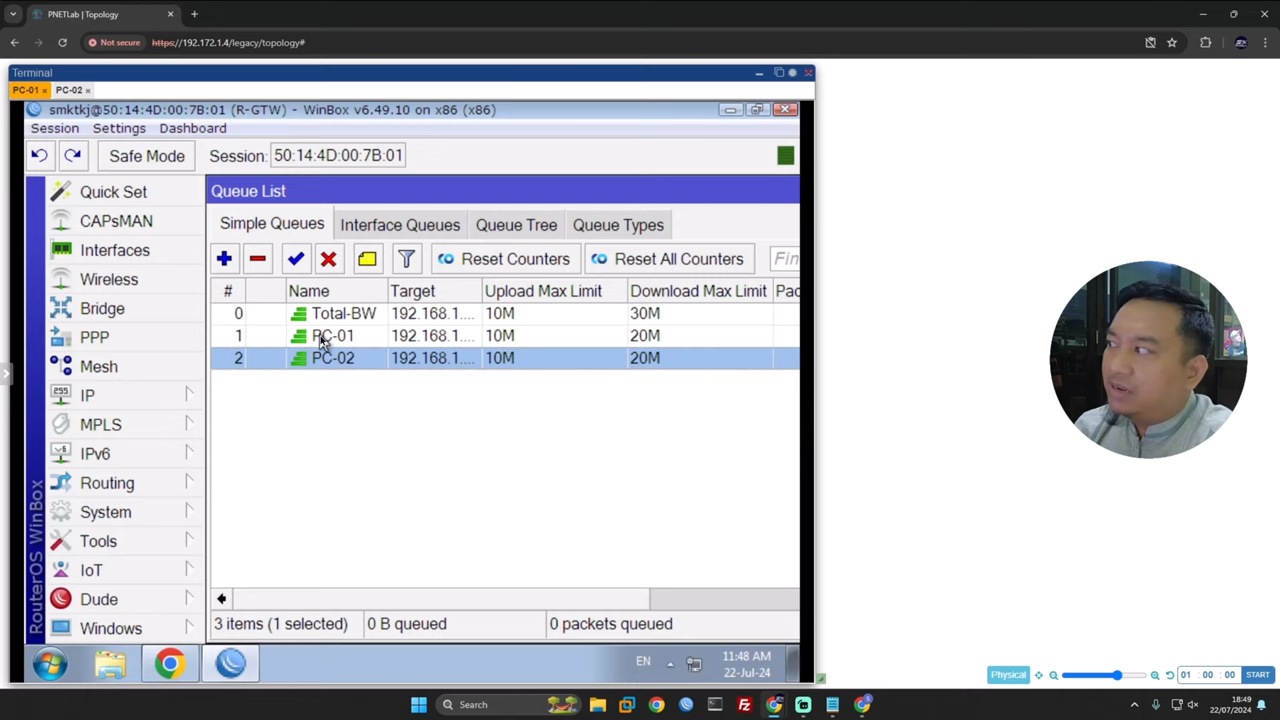 PNETLab | Topology
Not secure
https://192.172.1.4/legacy/topology#
Terminal
PC-01
PC-02
smktkj@50:14:4D:00:7B:01 (R-GTW) - WinBox v6.49.10 on x86 (x86)
Session Settings Dashboard
Safe Mode Session: 50:14:4D:00:7B:01
Quick Set
CAPsMAN
Interfaces
Wireless
Bridge
PPP
Mesh
IP
MPLS
IPv6
Routing
System
Tools
IoT
Dude
Windows
RouterOS WinBox
Queue List
Simple Queues Interface Queues Queue Tree Queue Types
Reset Counters Reset All Counters Fin
# Name Target Upload Max Limit Download Max Limit Pac
0 Total-BW 192.168.1.... 10M 30M
1 PC-01 192.168.1.... 10M 20M
2 PC-02 192.168.1.... 10M 20M
3 items (1 selected) 0 B queued 0 packets queued
EN
11:48 AM
22-Jul-24
Physical
01 : 00 : 00 START
Search
18:49
22/07/2024